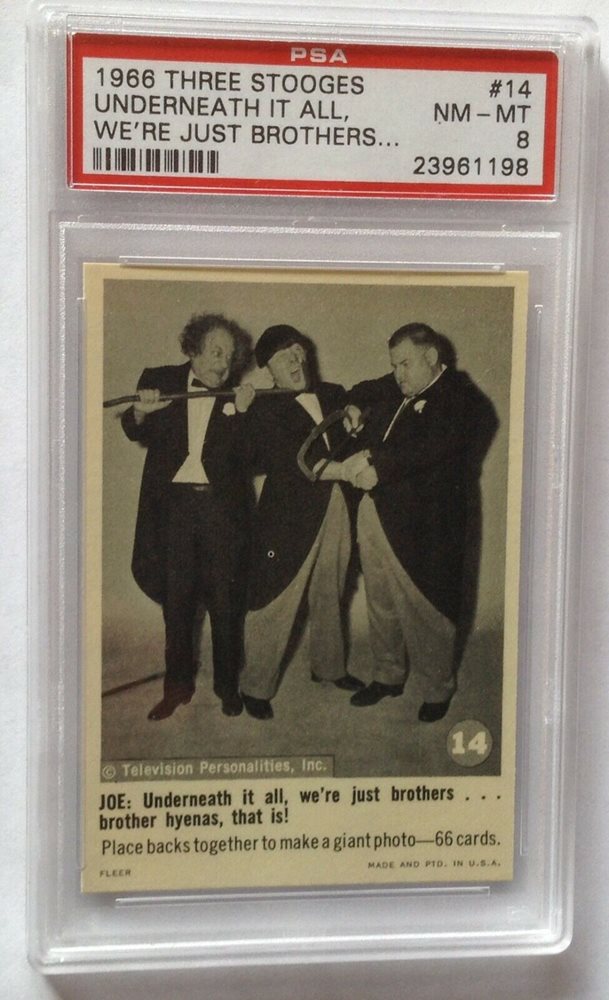 PSA
1966 THREE STOOGES #14
UNDERNEATH IT ALL, NM – MT
WE'RE JUST BROTHERS... 8
23961198
14
© Television Personalities, Inc.
JOE: Underneath it all, we're just brothers . . .
brother hyenas, that is!
Place backs together to make a giant photo—66 cards.
FLEER MADE AND PTD. IN U.S.A.